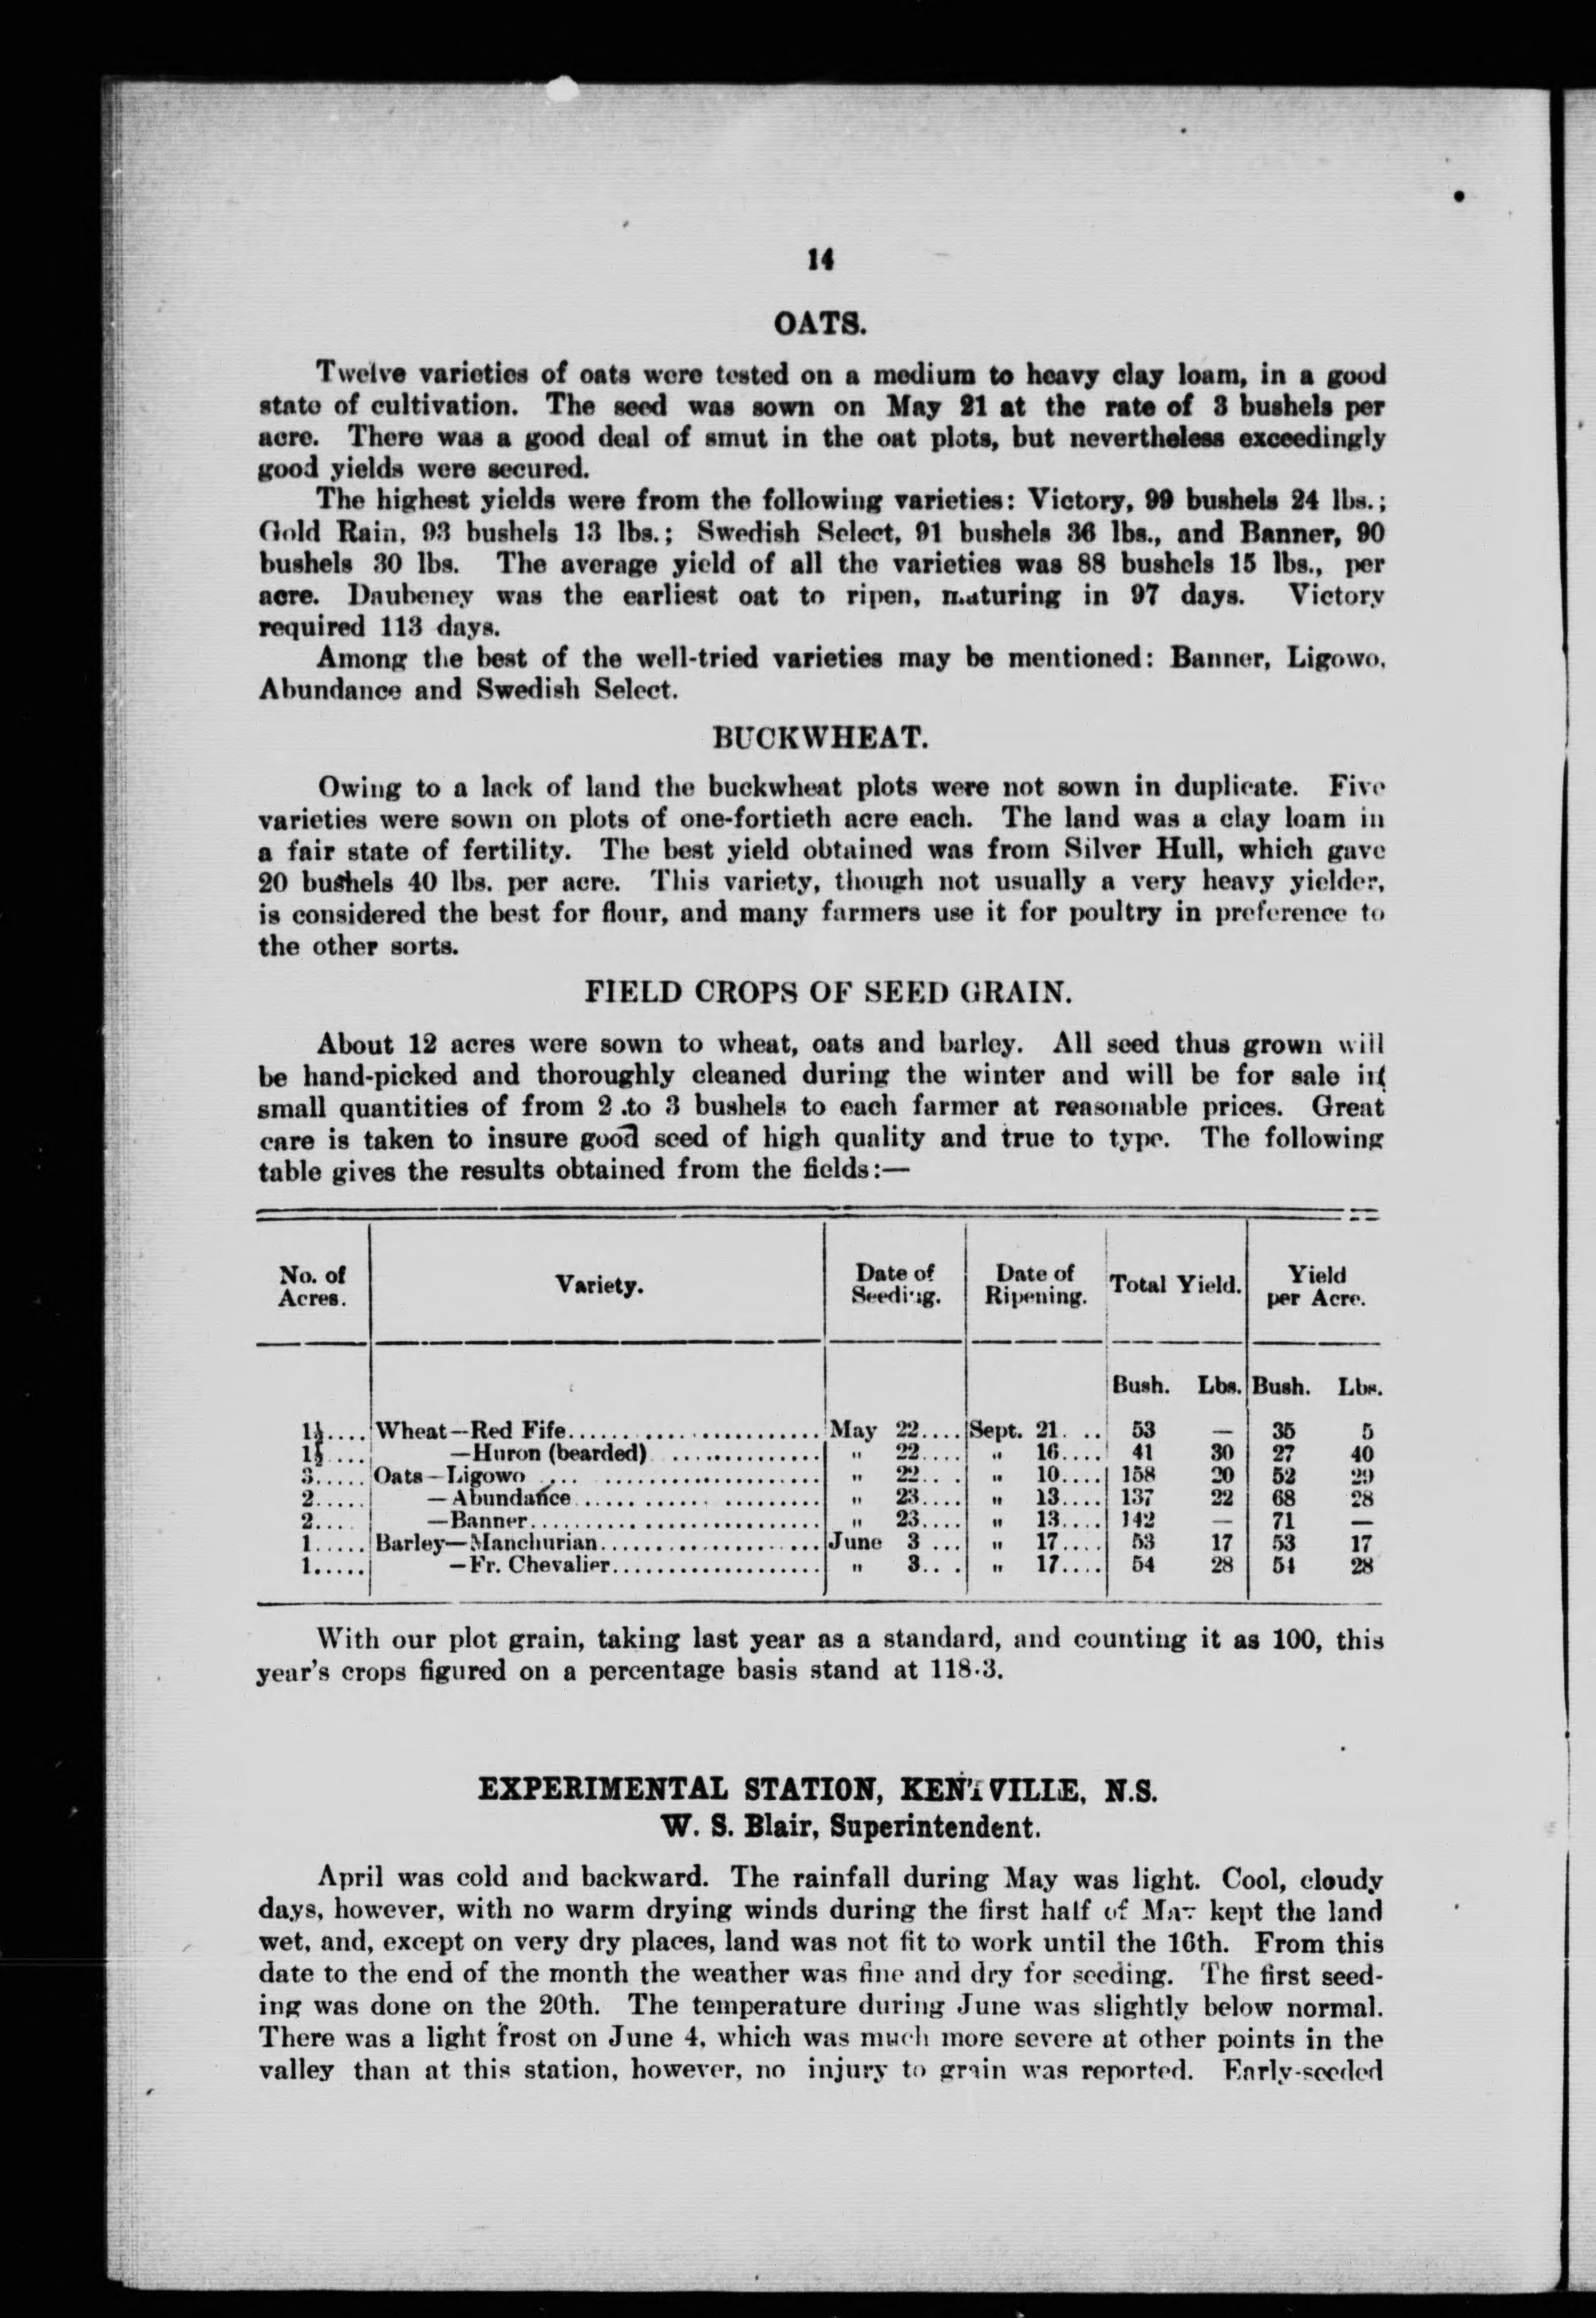 14
OATS.
Twelve varieties of oats were tested on a medium to heavy clay loam, in a good
state of cultivation. The seed was sown on May 21 at the rate of 3 bushels per
acre. There was a good deal of smut in the oat plots, but nevertheless exceedingly
good yields were secured.
The highest yields were from the following varieties: Victory, 99 bushels 24 lbs.;
Gold Rain, 93 bushels 13 lbs.; Swedish Select, 91 bushels 36 lbs., and Banner, 90
bushels 30 lbs. The average yield of all the varieties was 88 bushels 15 lbs., per
acre. Daubeney was the earliest oat to ripen, maturing in 97 days. Victory
required 113 days.
Among the best of the well-tried varieties may be mentioned: Banner, Ligowo,
Abundance and Swedish Select.
BUCKWHEAT.
Owing to a lack of land the buckwheat plots were not sown in duplicate. Five
varieties were sown on plots of one-fortieth acre each. The land was a clay loam in
a fair state of fertility. The best yield obtained was from Silver Hull, which gave
20 bushels 40 lbs. per acre. This variety, though not usually a very heavy yielder,
is considered the best for flour, and many farmers use it for poultry in preference to
the other sorts.
FIELD CROPS OF SEED GRAIN.
About 12 acres were sown to wheat, oats and barley. All seed thus grown will
be hand-picked and thoroughly cleaned during the winter and will be for sale in
small quantities of from 2 to 3 bushels to each farmer at reasonable prices. Great
care is taken to insure good seed of high quality and true to type. The following
table gives the results obtained from the fields:—
No. of Acres. Variety. Date of Seeding. Date of Ripening. Total Yield. Yield per Acre.
Bush. Lbs. Bush. Lbs.
1½.... Wheat—Red Fife.... May 22.... Sept. 21.... 53 — 35 5
1½.... —Huron (bearded).... " 22.... " 16.... 41 30 27 40
3..... Oats—Ligowo.... " 22.... " 10.... 158 20 52 29
2..... —Abundance.... " 23.... " 13.... 137 22 68 28
2.... —Banner.... " 23.... " 13.... 142 — 71 —
1..... Barley—Manchurian.... June 3.... " 17.... 53 17 53 17
1..... —Fr. Chevalier.... " 3.... " 17.... 54 28 54 28
With our plot grain, taking last year as a standard, and counting it as 100, this
year's crops figured on a percentage basis stand at 118·3.
EXPERIMENTAL STATION, KENTVILLE, N.S.
W. S. Blair, Superintendent.
April was cold and backward. The rainfall during May was light. Cool, cloudy
days, however, with no warm drying winds during the first half of May kept the land
wet, and, except on very dry places, land was not fit to work until the 16th. From this
date to the end of the month the weather was fine and dry for seeding. The first seed-
ing was done on the 20th. The temperature during June was slightly below normal.
There was a light frost on June 4, which was much more severe at other points in the
valley than at this station, however, no injury to grain was reported. Early-seeded